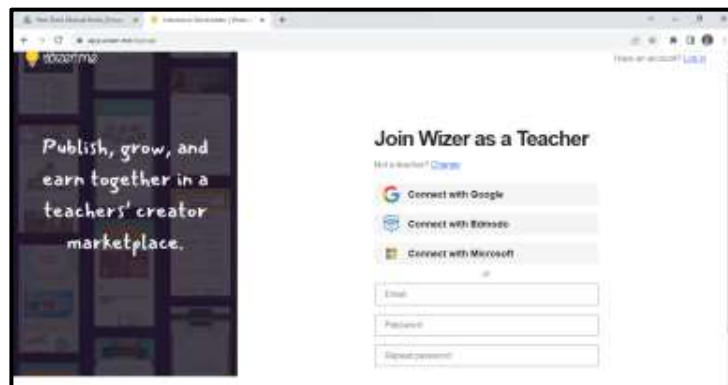 wizer.me
Have an account? Log in
Publish, grow, and
earn together in a
teachers' creator
marketplace.
Join Wizer as a Teacher
Not a teacher? Change
Connect with Google
Connect with Edmodo
Connect with Microsoft
or
Email
Password
Repeat password